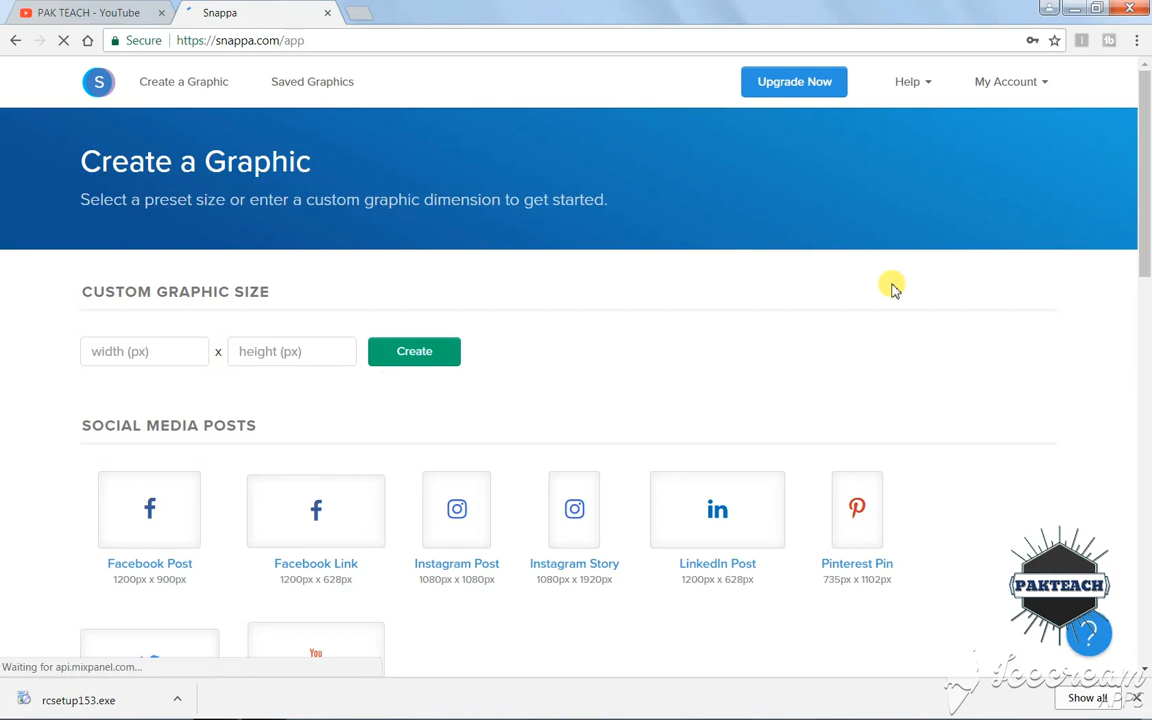 PAK TEACH - YouTube
Snappa
Secure https://snappa.com/app
S Create a Graphic Saved Graphics Upgrade Now Help My Account
Create a Graphic
Select a preset size or enter a custom graphic dimension to get started.
CUSTOM GRAPHIC SIZE
width (px) x height (px) Create
SOCIAL MEDIA POSTS
Facebook Post
1200px x 900px
Facebook Link
1200px x 628px
Instagram Post
1080px x 1080px
Instagram Story
1080px x 1920px
LinkedIn Post
1200px x 628px
Pinterest Pin
735px x 1102px
You
PAKTEACH
Waiting for api.mixpanel.com...
rcsetup153.exe
Show all
Icecream
APPS